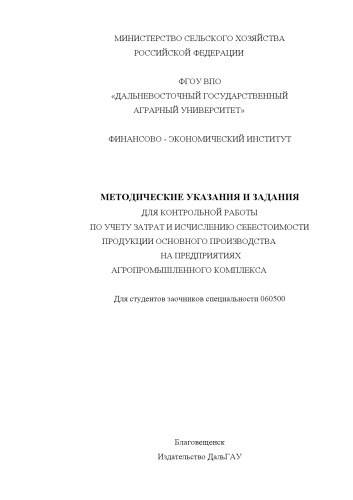 МИНИСТЕРСТВО СЕЛЬСКОГО ХОЗЯЙСТВА
РОССИЙСКОЙ ФЕДЕРАЦИИ
ФГОУ ВПО
«ДАЛЬНЕВОСТОЧНЫЙ ГОСУДАРСТВЕННЫЙ
АГРАРНЫЙ УНИВЕРСИТЕТ»
ФИНАНСОВО - ЭКОНОМИЧЕСКИЙ ИНСТИТУТ
МЕТОДИЧЕСКИЕ УКАЗАНИЯ И ЗАДАНИЯ
ДЛЯ КОНТРОЛЬНОЙ РАБОТЫ
ПО УЧЕТУ ЗАТРАТ И ИСЧИСЛЕНИЮ СЕБЕСТОИМОСТИ
ПРОДУКЦИИ ОСНОВНОГО ПРОИЗВОДСТВА
НА ПРЕДПРИЯТИЯХ
АГРОПРОМЫШЛЕННОГО КОМПЛЕКСА
Для студентов заочников специальности 060500
Благовещенск
Издательство ДальГАУ